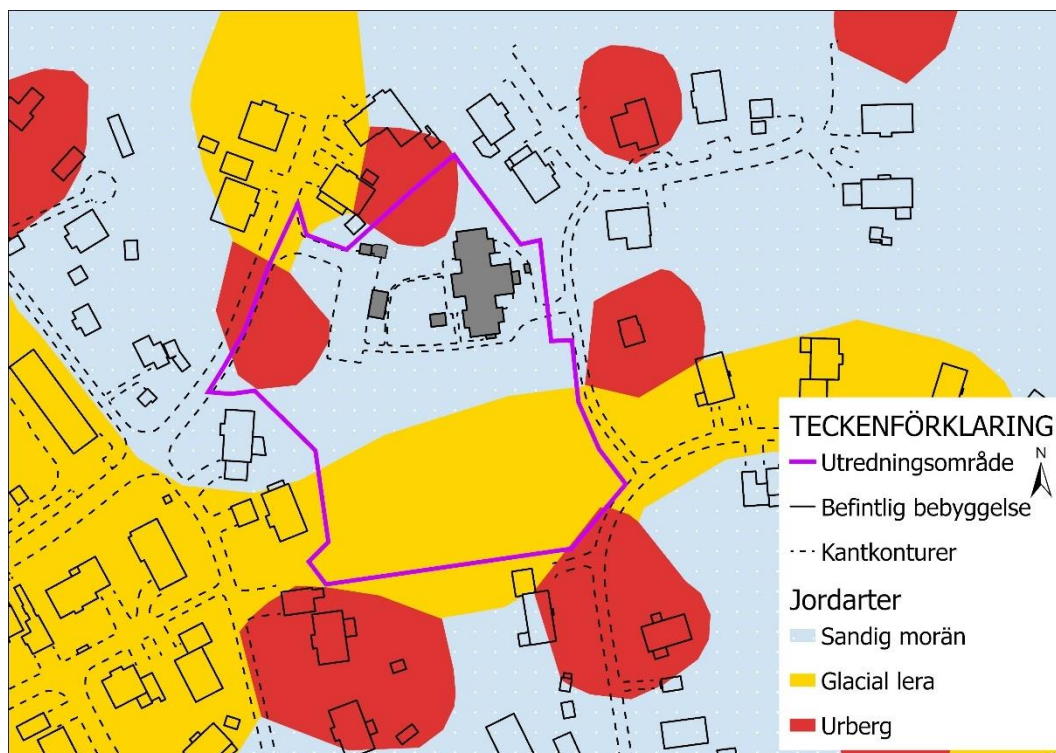 TECKENFÖRKLARING
N
Utredningsområde
Befintlig bebyggelse
Kantkonturer
Jordarter
Sandig morän
Glacial lera
Urberg